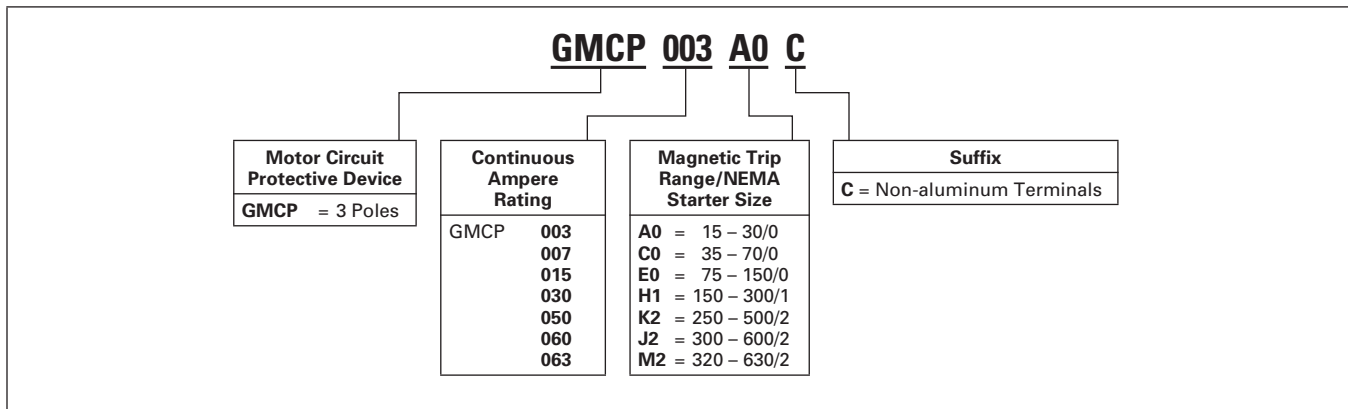 GMCP 003 A0 C
Motor Circuit
Protective Device
GMCP = 3 Poles
Continuous
Ampere
Rating
GMCP 003
007
015
030
050
060
063
Magnetic Trip
Range/NEMA
Starter Size
A0 = 15 – 30/0
C0 = 35 – 70/0
E0 = 75 – 150/0
H1 = 150 – 300/1
K2 = 250 – 500/2
J2 = 300 – 600/2
M2 = 320 – 630/2
Suffix
C = Non-aluminum Terminals